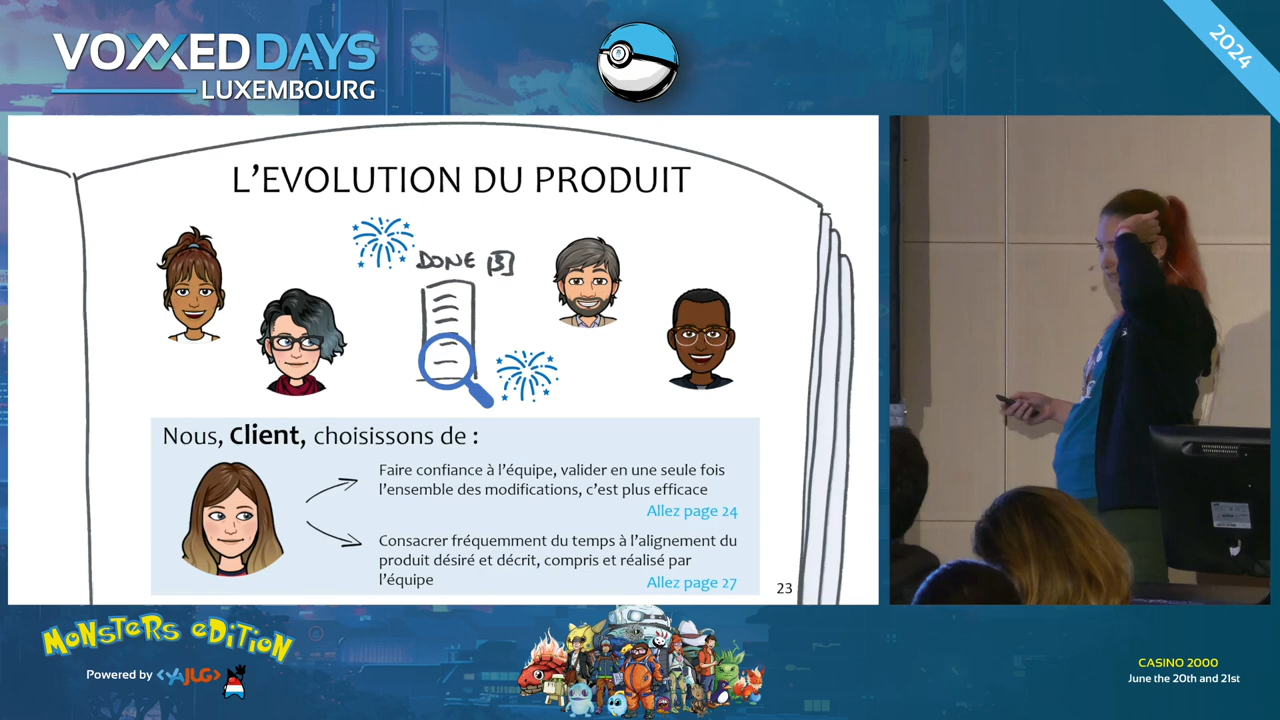 VOXXEDDAYS
LUXEMBOURG
2024
L'EVOLUTION DU PRODUIT
DONE [5]
Nous, Client, choisissons de :
Faire confiance à l'équipe, valider en une seule fois
l'ensemble des modifications, c'est plus efficace
Allez page 24
Consacrer fréquemment du temps à l'alignement du
produit désiré et décrit, compris et réalisé par
l'équipe
Allez page 27
23
MONSTERS EDITION
Powered by <YAJLG>
CASINO 2000
June the 20th and 21st